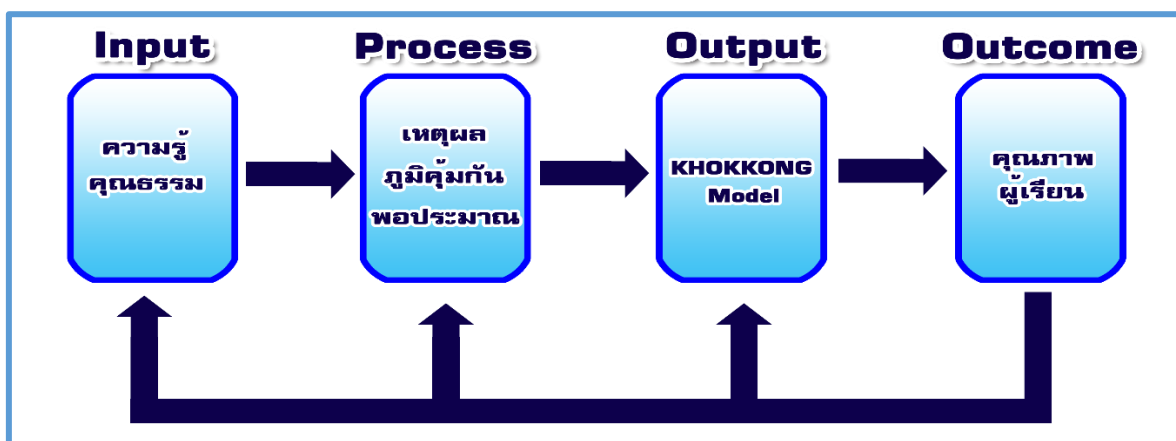 Input
Process
Output
Outcome
ความรู้
คุณธรรม
เหตุผล
ภูมิคุ้มกัน
พอประมาณ
KHOKKONG
Model
คุณภาพ
ผู้เรียน